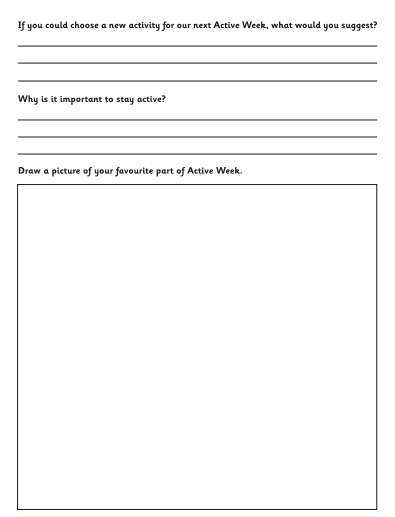 If you could choose a new activity for our next Active Week, what would you suggest?
Why is it important to stay active?
Draw a picture of your favourite part of Active Week.